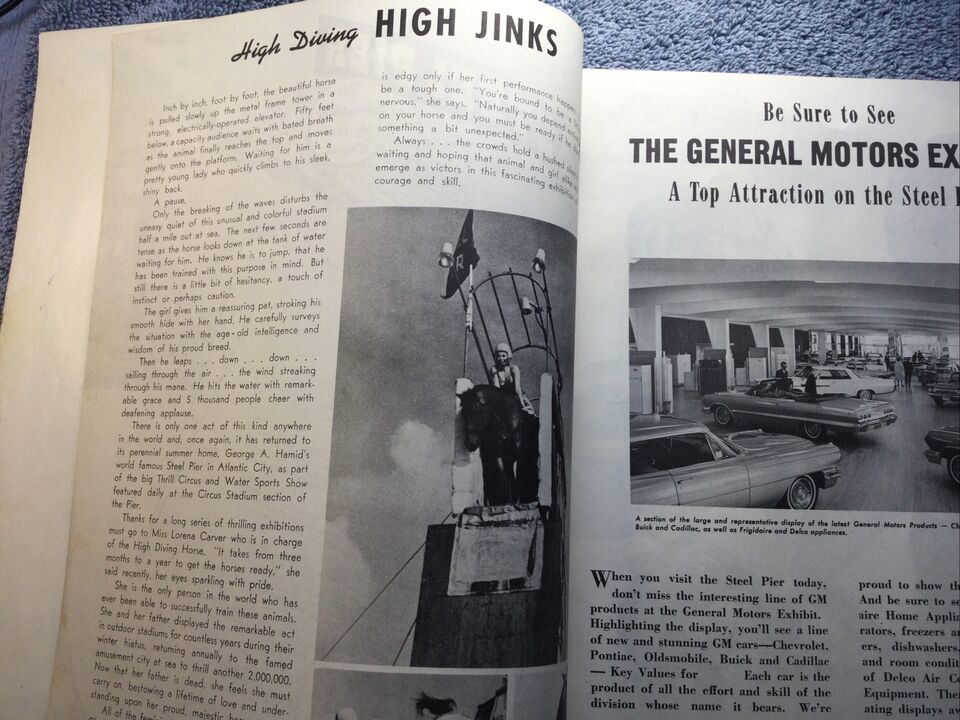 High Diving HIGH JINKS
Inch by inch, foot by foot, the beautiful horse
is pulled slowly up the metal frame tower in a
strong, electrically-operated elevator. Fifty feet
below, a capacity audience waits with bated breath
as the animal finally reaches the top and moves
gently onto the platform. Waiting for him is a
pretty young lady who quickly climbs to his sleek,
shiny back.
A pause.
Only the breaking of the waves disturbs the
uneasy quiet of this unusual and colorful stadium
half a mile out at sea. The next few seconds are
tense as the horse looks down at the tank of water
waiting for him. He knows he is to jump, that he
has been trained with this purpose in mind. But
still there is a little bit of hesitancy, a touch of
instinct or perhaps caution.
The girl gives him a reassuring pat, stroking his
smooth hide with her hand. He carefully surveys
the situation with the age-old intelligence and
wisdom of his proud breed.
Then he leaps . . . down . . . down . . .
sailing through the air . . . the wind streaking
through his mane. He hits the water with remark-
able grace and 5 thousand people cheer with
deafening applause.
There is only one act of this kind anywhere
in the world and, once again, it has returned to
its perennial summer home, George A. Hamid's
world famous Steel Pier in Atlantic City, as part
of the big Thrill Circus and Water Sports Show
featured daily at the Circus Stadium section of
the Pier.
Thanks for a long series of thrilling exhibitions
must go to Miss Lorena Carver who is in charge
of the High Diving Horse. "It takes from three
months to a year to get the horses ready," she
said recently, her eyes sparkling with pride.
She is the only person in the world who has
ever been able to successfully train these animals.
She and her father displayed the remarkable act
in outdoor stadiums for countless years during their
winter hiatus, returning annually to the famed
amusement city at sea to thrill another 2,000,000.
Now that her father is dead, she feels she must
carry on, bestowing a lifetime of love and under-
standing upon her proud, majestic
All of the
is edgy only if her first performance happens
be a tough one. "You're bound to be a
nervous," she says. "Naturally you depend
on your horse and you must be ready if he
something a bit unexpected."
Always . . . the crowds hold a hushed
waiting and hoping that animal and girl alike
emerge as victors in this fascinating exhibition
courage and skill.
Be Sure to See
THE GENERAL MOTORS EX
A Top Attraction on the Steel
A section of the large and representative display of the latest General Motors Products — Ch
Buick and Cadillac, as well as Frigidaire and Delco appliances.
When you visit the Steel Pier today,
don't miss the interesting line of GM
products at the General Motors Exhibit.
Highlighting the display, you'll see a line
of new and stunning GM cars—Chevrolet,
Pontiac, Oldsmobile, Buick and Cadillac
— Key Values for Each car is the
product of all the effort and skill of the
division whose name it bears. We're
proud to show th
And be sure to se
aire Home Applia
rators, freezers an
ers, dishwashers,
and room condit
of Delco Air Co
Equipment. The
ating displays aw